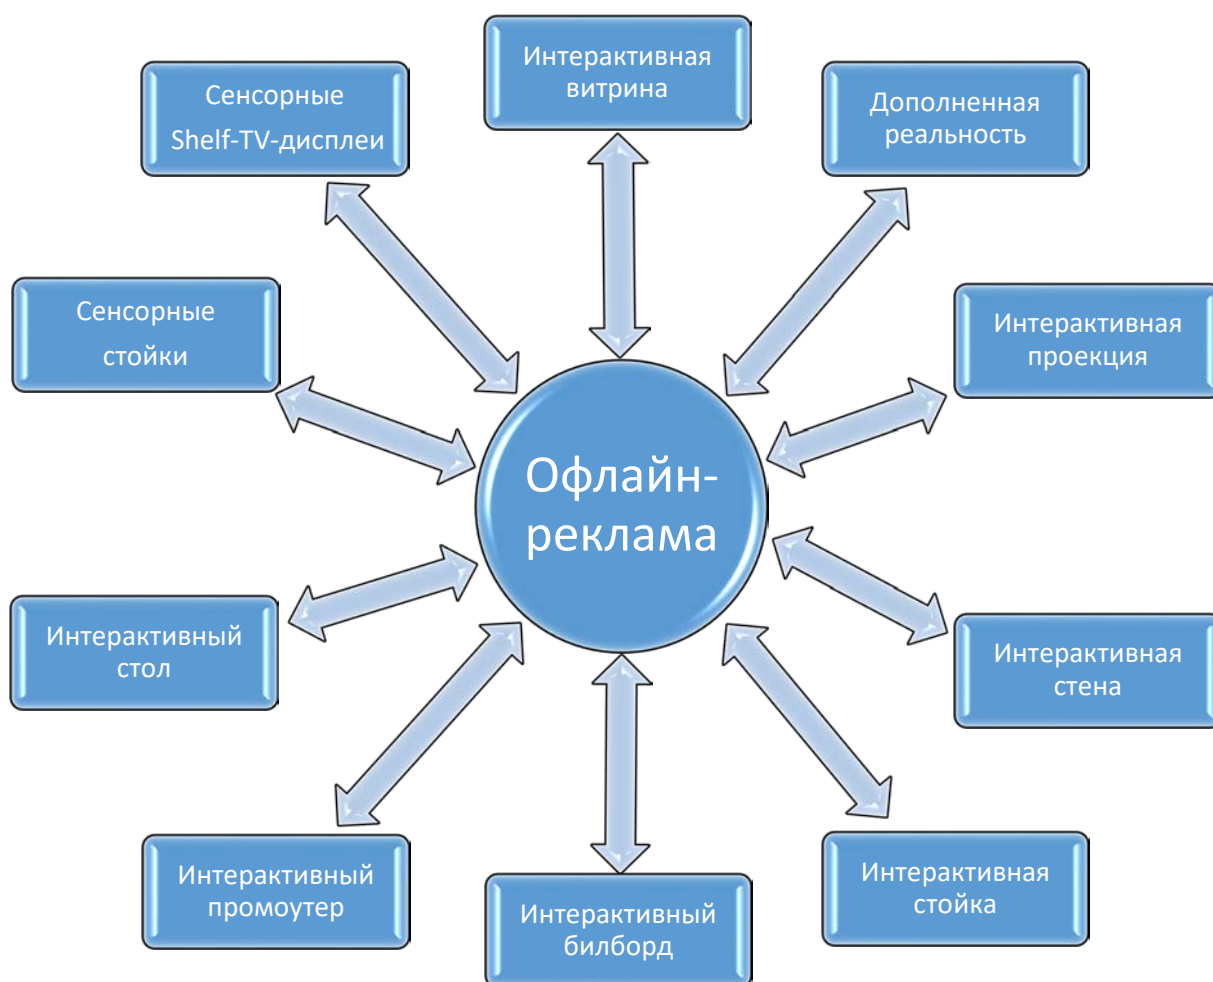 Интерактивная
витрина
Сенсорные
Shelf-TV-дисплеи
Дополненная
реальность
Сенсорные
стойки
Интерактивная
проекция
Офлайн-
реклама
Интерактивный
стол
Интерактивная
стена
Интерактивный
промоутер
Интерактивный
билборд
Интерактивная
стойка